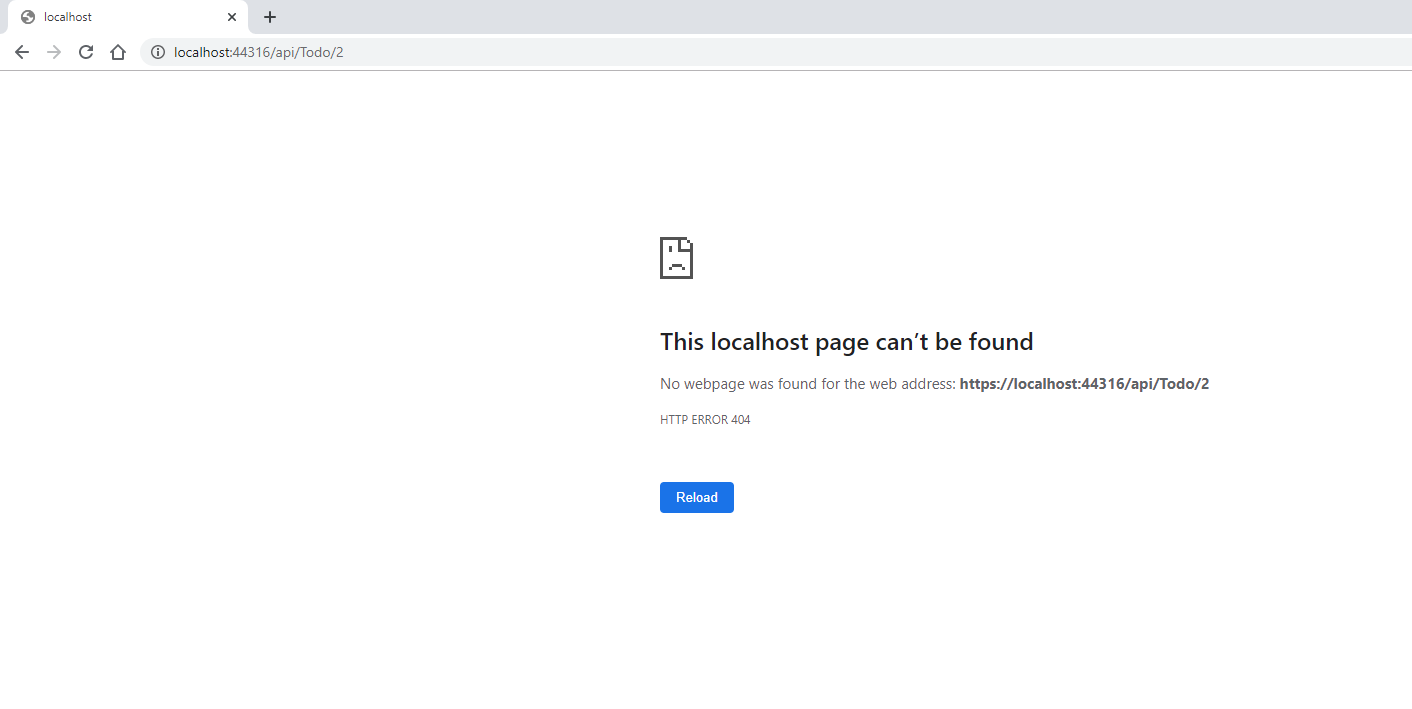 localhost
localhost:44316/api/Todo/2
This localhost page can’t be found
No webpage was found for the web address: https://localhost:44316/api/Todo/2
HTTP ERROR 404
Reload